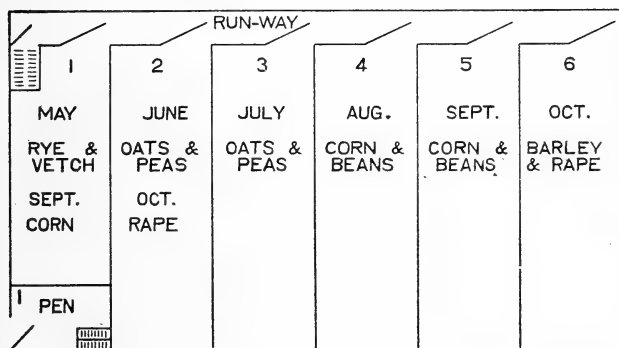 RUN-WAY
1 2 3 4 5 6
MAY JUNE JULY AUG. SEPT. OCT.
RYE & OATS & OATS & CORN & CORN & BARLEY
VETCH PEAS PEAS BEANS BEANS & RAPE
SEPT. OCT.
CORN RAPE
PEN